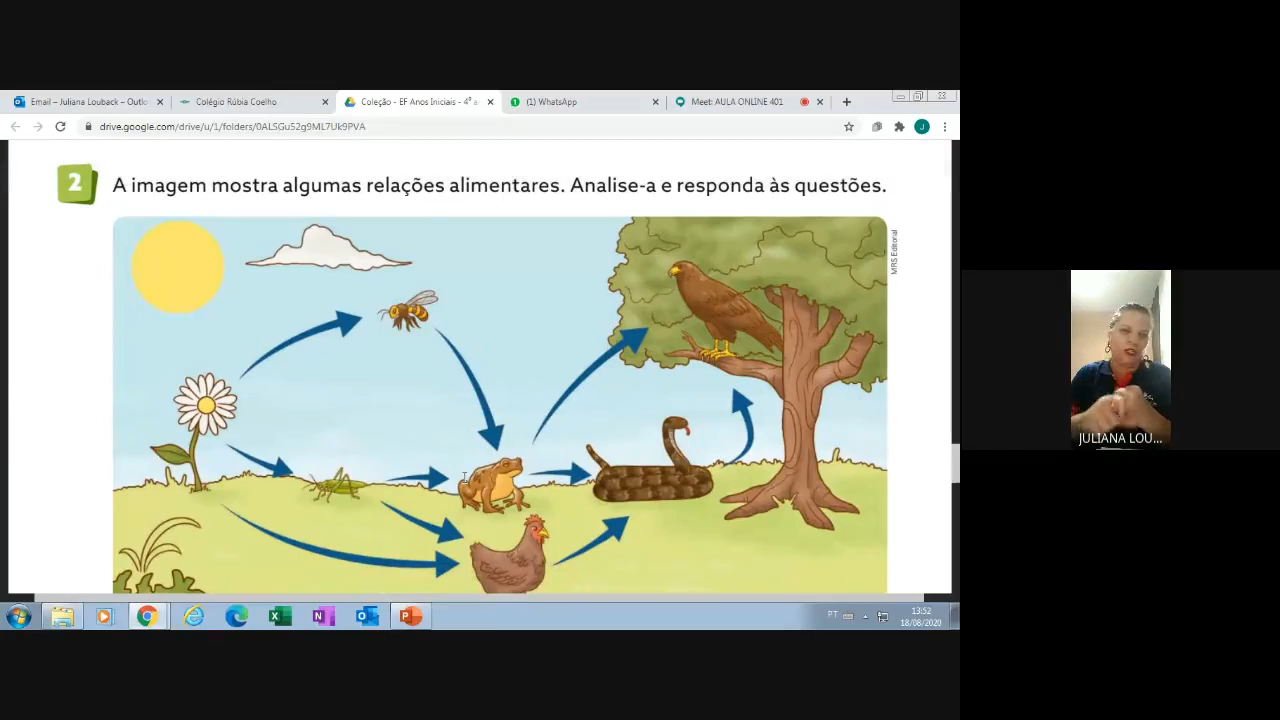 Email – Juliana Louback – Outlo
Colégio Rúbia Coelho
Coleção - EF Anos Iniciais - 4º a
(1) WhatsApp
Meet: AULA ONLINE 401
drive.google.com/drive/u/1/folders/0ALSGu52g9ML7Uk9PVA
J
2
A imagem mostra algumas relações alimentares. Analise-a e responda às questões.
MRS Editorial
JULIANA LOU...
PT
13:52
18/08/2020